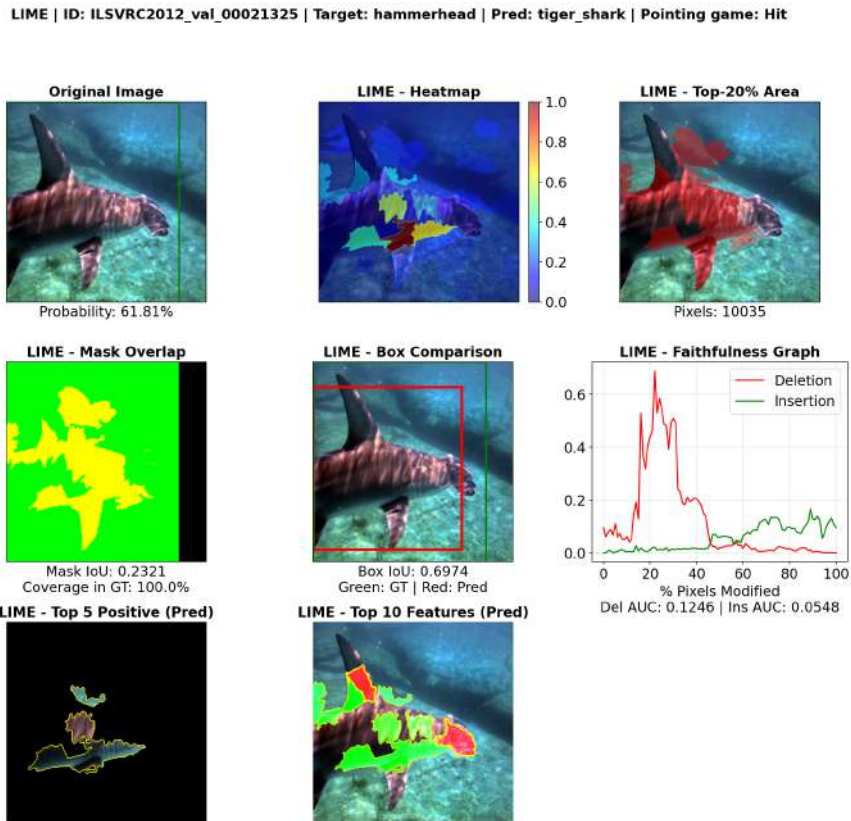 LIME | ID: ILSVRC2012_val_00021325 | Target: hammerhead | Pred: tiger_shark | Pointing game: Hit
Original Image
Probability: 61.81%
LIME - Heatmap
1.0
0.8
0.6
0.4
0.2
0.0
LIME - Top-20% Area
Pixels: 10035
LIME - Mask Overlap
Mask IoU: 0.2321
Coverage in GT: 100.0%
LIME - Box Comparison
Box IoU: 0.6974
Green: GT | Red: Pred
LIME - Faithfulness Graph
Deletion
Insertion
0.6
0.4
0.2
0.0
0 20 40 60 80 100
% Pixels Modified
Del AUC: 0.1246 | Ins AUC: 0.0548
LIME - Top 5 Positive (Pred)
LIME - Top 10 Features (Pred)